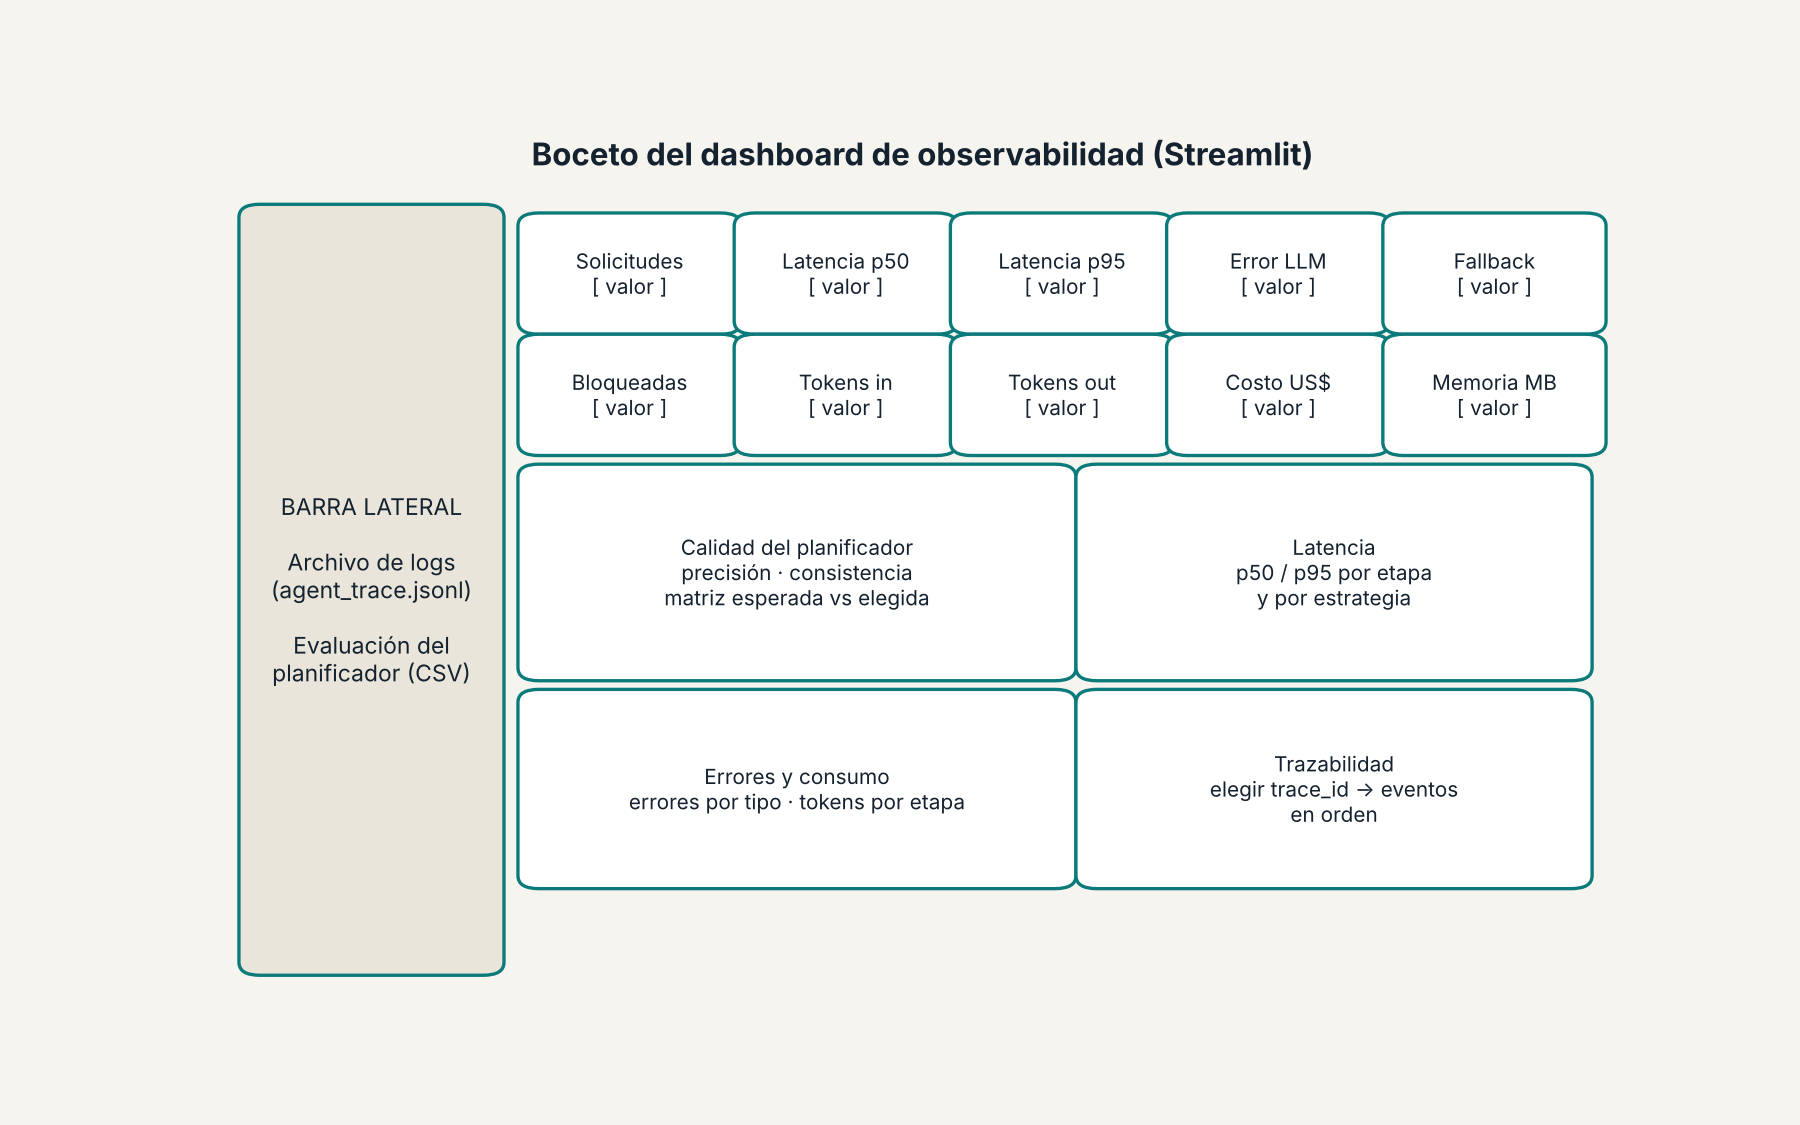 Boceto del dashboard de observabilidad (Streamlit)
BARRA LATERAL
Archivo de logs
(agent_trace.jsonl)
Evaluación del
planificador (CSV)
Solicitudes
[ valor ]
Latencia p50
[ valor ]
Latencia p95
[ valor ]
Error LLM
[ valor ]
Fallback
[ valor ]
Bloqueadas
[ valor ]
Tokens in
[ valor ]
Tokens out
[ valor ]
Costo US$
[ valor ]
Memoria MB
[ valor ]
Calidad del planificador
precisión · consistencia
matriz esperada vs elegida
Latencia
p50 / p95 por etapa
y por estrategia
Errores y consumo
errores por tipo · tokens por etapa
Trazabilidad
elegir trace_id → eventos
en orden